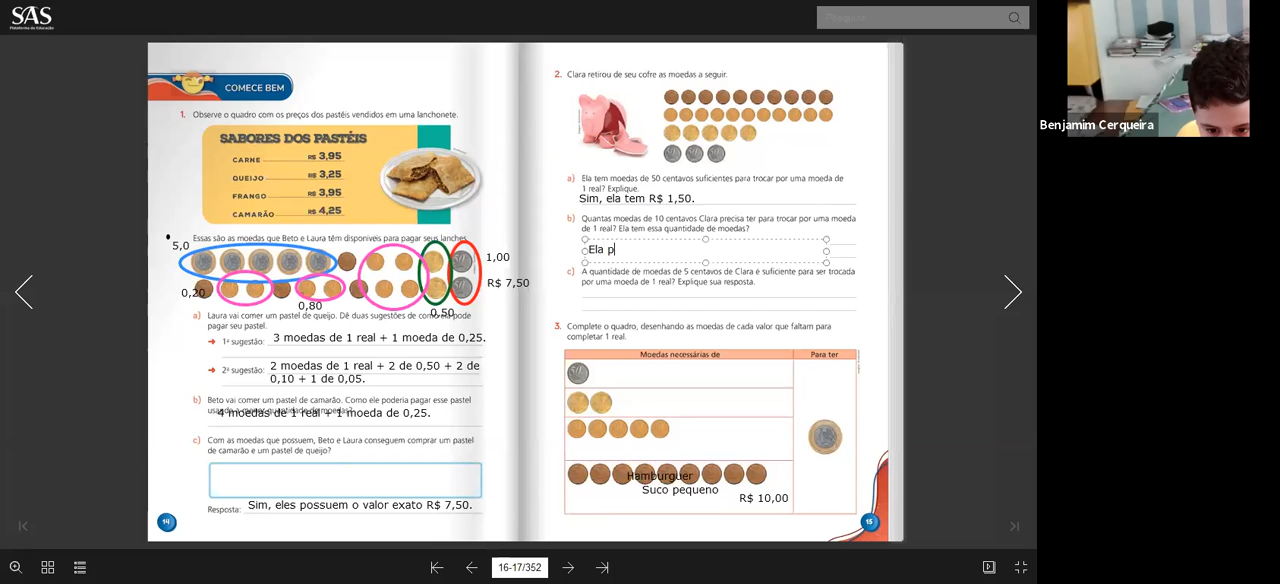 SAS
Plataforma de Educação
Pesquisar
COMECE BEM
1. Observe o quadro com os preços dos pastéis vendidos em uma lanchonete.
SABORES DOS PASTÉIS
CARNE R$ 3,95
QUEIJO R$ 3,25
FRANGO R$ 3,95
CAMARÃO R$ 4,25
Essas são as moedas que Beto e Laura têm disponíveis para pagar seus lanches.
5,0
1,00
R$ 7,50
0,20
0,80
0,50
a) Laura vai comer um pastel de queijo. Dê duas sugestões de como ela pode
pagar seu pastel.
1ª sugestão: 3 moedas de 1 real + 1 moeda de 0,25.
2ª sugestão: 2 moedas de 1 real + 2 de 0,50 + 2 de
0,10 + 1 de 0,05.
b) Beto vai comer um pastel de camarão. Como ele poderia pagar esse pastel
usando a menor quantidade de moedas?
4 moedas de 1 real + 1 moeda de 0,25.
c) Com as moedas que possuem, Beto e Laura conseguem comprar um pastel
de camarão e um pastel de queijo?
Resposta: Sim, eles possuem o valor exato R$ 7,50.
14
2. Clara retirou de seu cofre as moedas a seguir.
a) Ela tem moedas de 50 centavos suficientes para trocar por uma moeda de
1 real? Explique.
Sim, ela tem R$ 1,50.
b) Quantas moedas de 10 centavos Clara precisa ter para trocar por uma moeda
de 1 real? Ela tem essa quantidade de moedas?
Ela p
c) A quantidade de moedas de 5 centavos de Clara é suficiente para ser trocada
por uma moeda de 1 real? Explique sua resposta.
3. Complete o quadro, desenhando as moedas de cada valor que faltam para
completar 1 real.
Moedas necessárias de
Para ter
Hamburguer
Suco pequeno
R$ 10,00
15
16-17/352
Benjamim Cerqueira